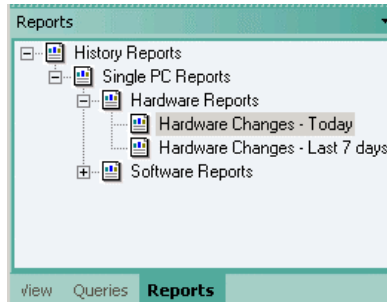 Reports
History Reports
Single PC Reports
Hardware Reports
Hardware Changes - Today
Hardware Changes - Last 7 days
Software Reports
View Queries Reports